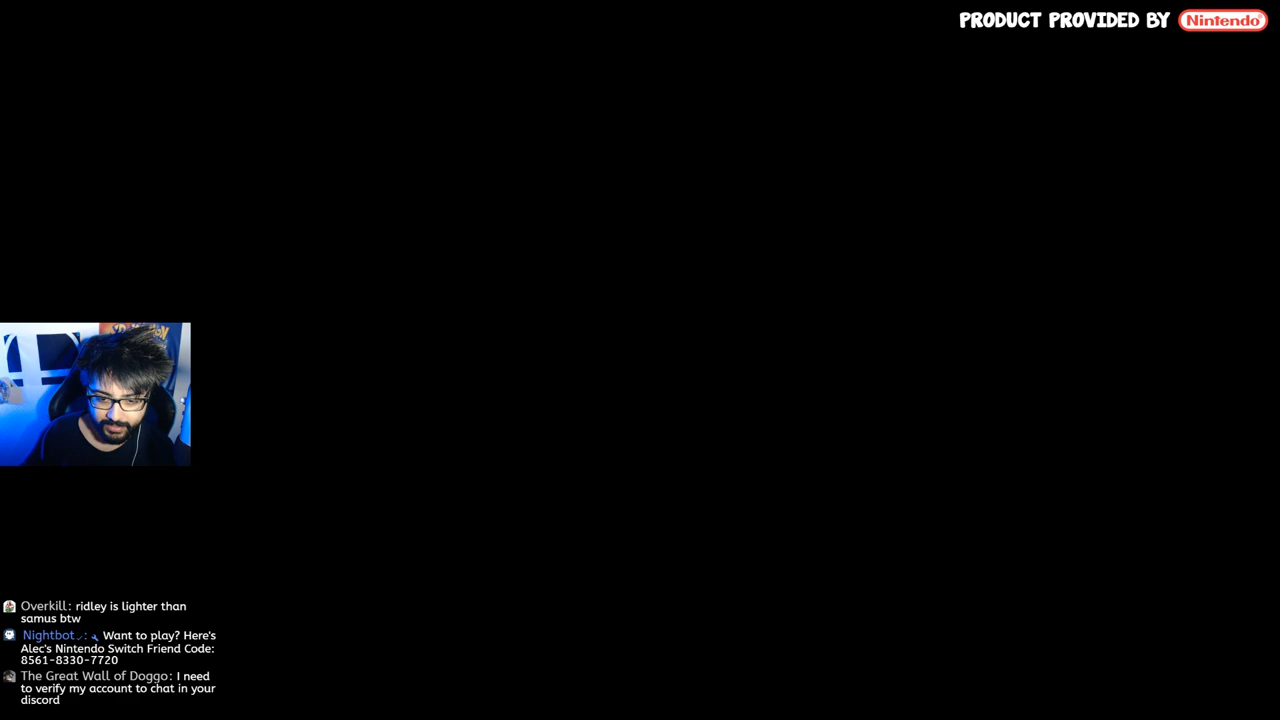 PRODUCT PROVIDED BY Nintendo
Overkill: ridley is lighter than
samus btw
Nightbot: Want to play? Here's
Alec's Nintendo Switch Friend Code:
8561-8330-7720
The Great Wall of Doggo: I need
to verify my account to chat in your
discord